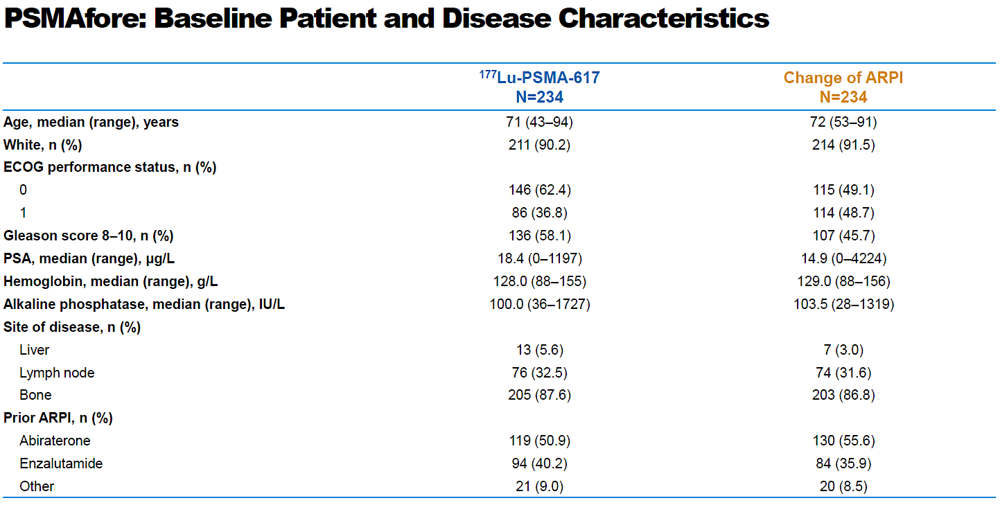 PSMAfore: Baseline Patient and Disease Characteristics
¹⁷⁷Lu-PSMA-617 Change of ARPI
N=234 N=234
Age, median (range), years 71 (43–94) 72 (53–91)
White, n (%) 211 (90.2) 214 (91.5)
ECOG performance status, n (%)
0 146 (62.4) 115 (49.1)
1 86 (36.8) 114 (48.7)
Gleason score 8–10, n (%) 136 (58.1) 107 (45.7)
PSA, median (range), µg/L 18.4 (0–1197) 14.9 (0–4224)
Hemoglobin, median (range), g/L 128.0 (88–155) 129.0 (88–156)
Alkaline phosphatase, median (range), IU/L 100.0 (36–1727) 103.5 (28–1319)
Site of disease, n (%)
Liver 13 (5.6) 7 (3.0)
Lymph node 76 (32.5) 74 (31.6)
Bone 205 (87.6) 203 (86.8)
Prior ARPI, n (%)
Abiraterone 119 (50.9) 130 (55.6)
Enzalutamide 94 (40.2) 84 (35.9)
Other 21 (9.0) 20 (8.5)